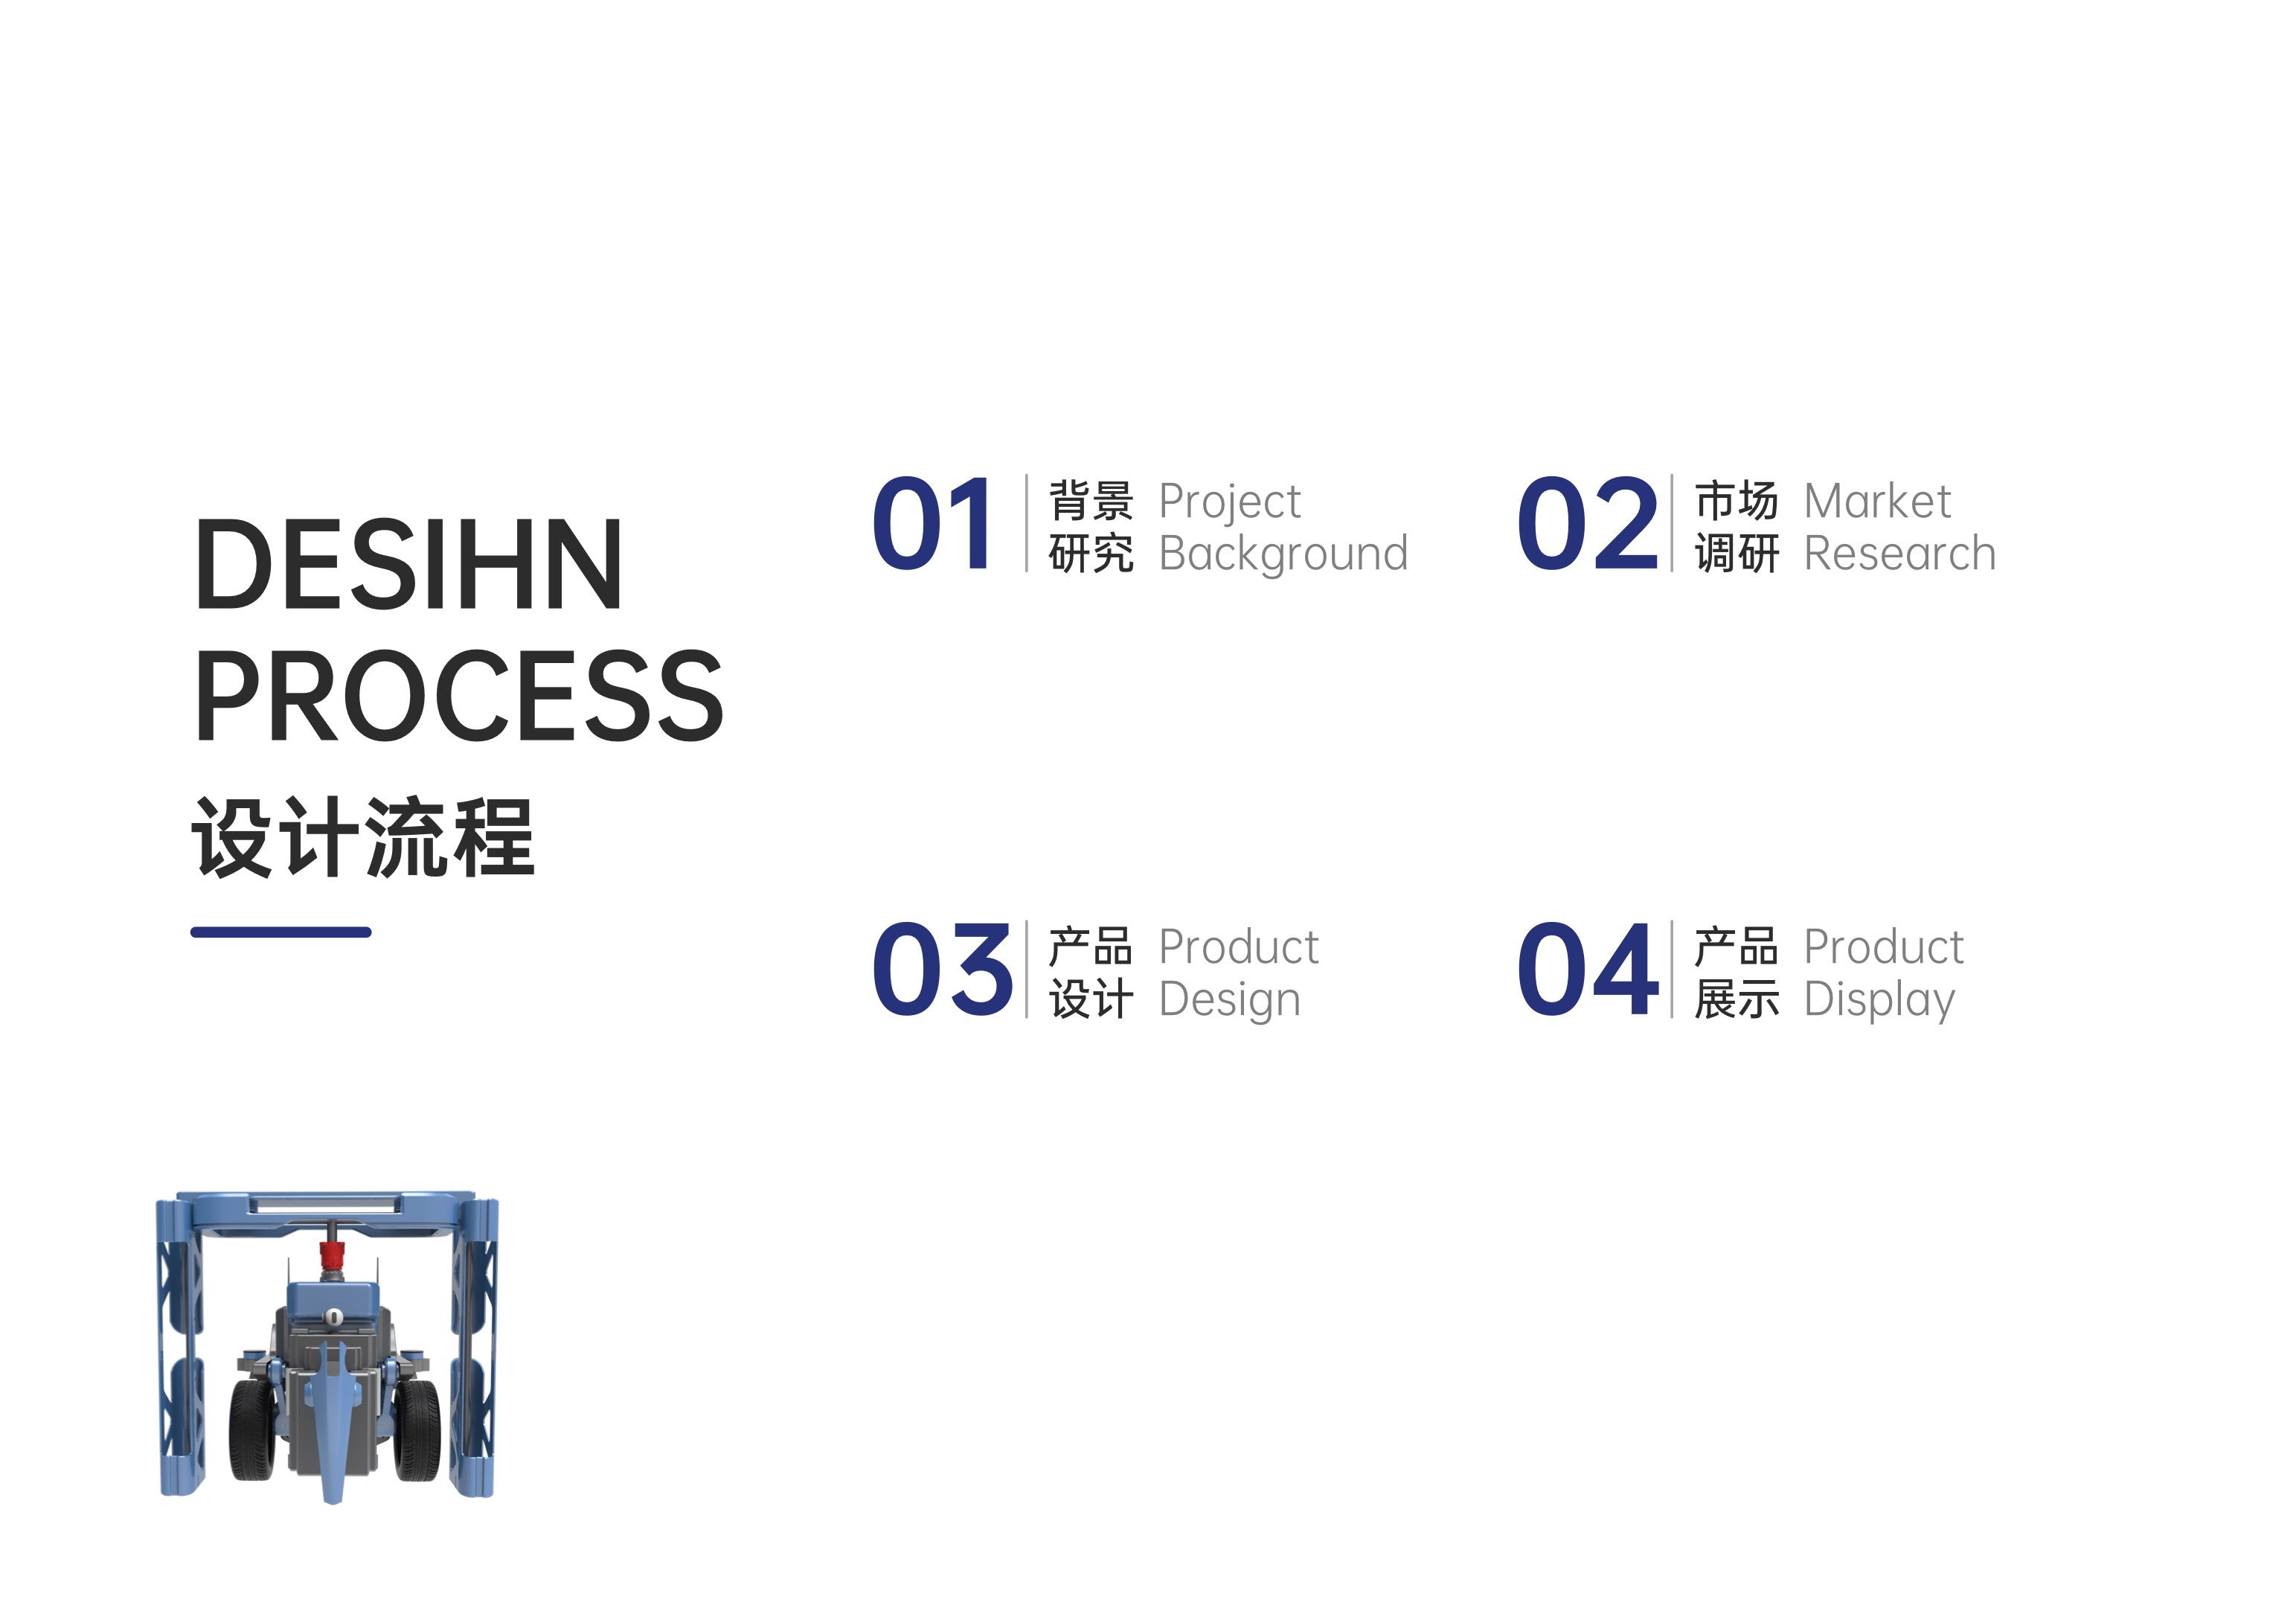 DESIHN
PROCESS
设计流程
01
背景 Project
研究 Background
02
市场 Market
调研 Research
03
产品 Product
设计 Design
04
产品 Product
展示 Display